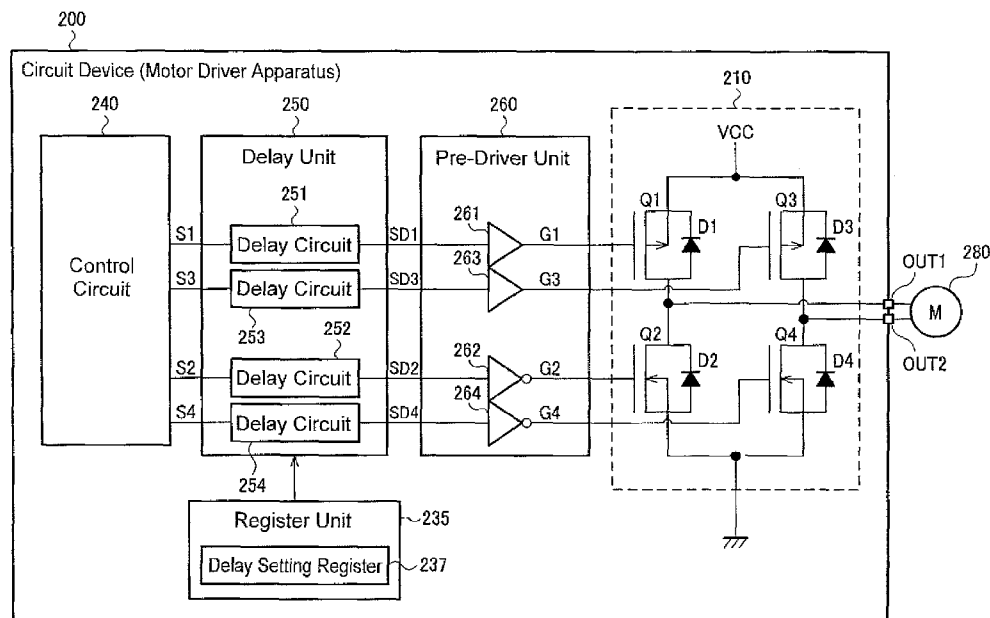 200
Circuit Device (Motor Driver Apparatus)
240
250
260
210
Control
Circuit
Delay Unit
Pre-Driver Unit
VCC
251
261
Q1
Q3
D1
D3
S1
Delay Circuit
SD1
G1
280
263
OUT1
S3
Delay Circuit
SD3
G3
M
253
252
262
Q2
Q4
OUT2
D2
D4
S2
Delay Circuit
SD2
G2
264
S4
Delay Circuit
SD4
G4
254
Register Unit
235
Delay Setting Register
237